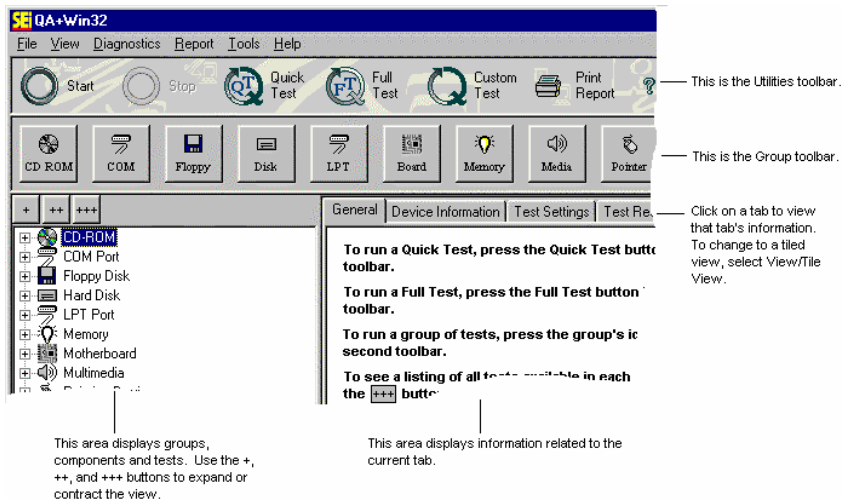 SEi QA+Win32
File View Diagnostics Report Tools Help
Start Stop QT Quick Test FT Full Test Custom Test Print Report ?
This is the Utilities toolbar.
CD ROM COM Floppy Disk LPT Board Memory Media Pointer
This is the Group toolbar.
+ ++ +++
General Device Information Test Settings Test Re
Click on a tab to view
that tab's information.
To change to a tiled
view, select View/Tile
View.
CD-ROM
COM Port
Floppy Disk
Hard Disk
LPT Port
Memory
Motherboard
Multimedia
To run a Quick Test, press the Quick Test butto
toolbar.
To run a Full Test, press the Full Test button
toolbar.
To run a group of tests, press the group's ic
second toolbar.
To see a listing of all tests available in each
the +++ butto
This area displays groups,
components and tests. Use the +,
++, and +++ buttons to expand or
contract the view.
This area displays information related to the
current tab.